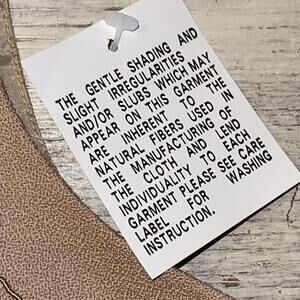 THE GENTLE SHADING AND
SLIGHT IRREGULARITIES
AND/OR SLUBS WHICH MAY
APPEAR ON THIS GARMENT
ARE INHERENT TO THE
NATURAL FIBERS USED IN
THE MANUFACTURING OF
THE CLOTH AND LEND
INDIVIDUALITY TO EACH
GARMENT PLEASE SEE CARE
LABEL FOR WASHING
INSTRUCTION.